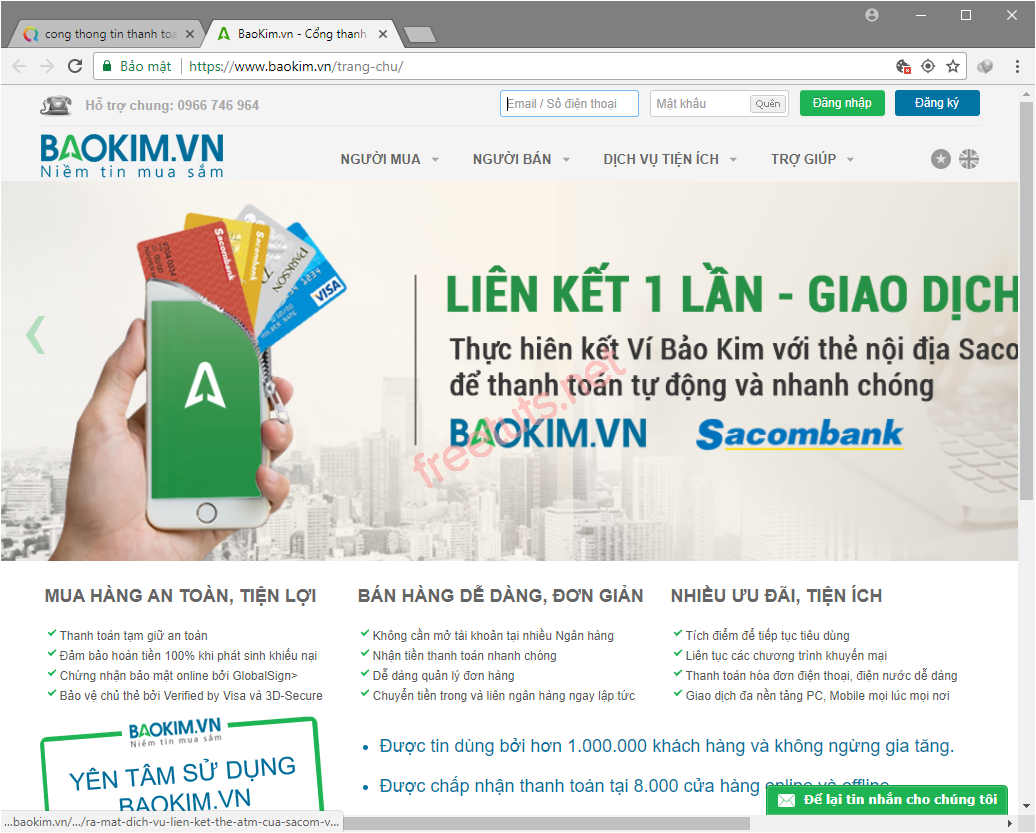 cong thong tin thanh toa
BaoKim.vn - Cổng thanh
Bảo mật
https://www.baokim.vn/trang-chu/
Hỗ trợ chung: 0966 746 964
Email / Số điện thoại
Mật khẩu
Quên
Đăng nhập
Đăng ký
BAOKIM.VN
Niềm tin mua sắm
NGƯỜI MUA
NGƯỜI BÁN
DỊCH VỤ TIỆN ÍCH
TRỢ GIÚP
Sacombank
Sacombank
PARKSON
VISA
LIÊN KẾT 1 LẦN - GIAO DỊCH
Thực hiên kết Ví Bảo Kim với thẻ nội địa Saco
để thanh toán tự động và nhanh chóng
BAOKIM.VN
Sacombank
freetuts.net
MUA HÀNG AN TOÀN, TIỆN LỢI
Thanh toán tạm giữ an toàn
Đảm bảo hoàn tiền 100% khi phát sinh khiếu nại
Chứng nhận bảo mật online bởi GlobalSign>
Bảo vệ chủ thẻ bởi Verified by Visa và 3D-Secure
BÁN HÀNG DỄ DÀNG, ĐƠN GIẢN
Không cần mở tài khoản tại nhiều Ngân hàng
Nhận tiền thanh toán nhanh chóng
Dễ dàng quản lý đơn hàng
Chuyển tiền trong và liên ngân hàng ngay lập tức
NHIỀU ƯU ĐÃI, TIỆN ÍCH
Tích điểm để tiếp tục tiêu dùng
Liên tục các chương trình khuyến mại
Thanh toán hóa đơn điện thoại, điện nước dễ dàng
Giao dịch đa nền tảng PC, Mobile mọi lúc mọi nơi
BAOKIM.VN
Niềm tin mua sắm
YÊN TÂM SỬ DỤNG
BAOKIM.VN
Được tin dùng bởi hơn 1.000.000 khách hàng và không ngừng gia tăng.
Được chấp nhận thanh toán tại 8.000 cửa hàng online và offline
Để lại tin nhắn cho chúng tôi
...baokim.vn/.../ra-mat-dich-vu-lien-ket-the-atm-cua-sacom-v...